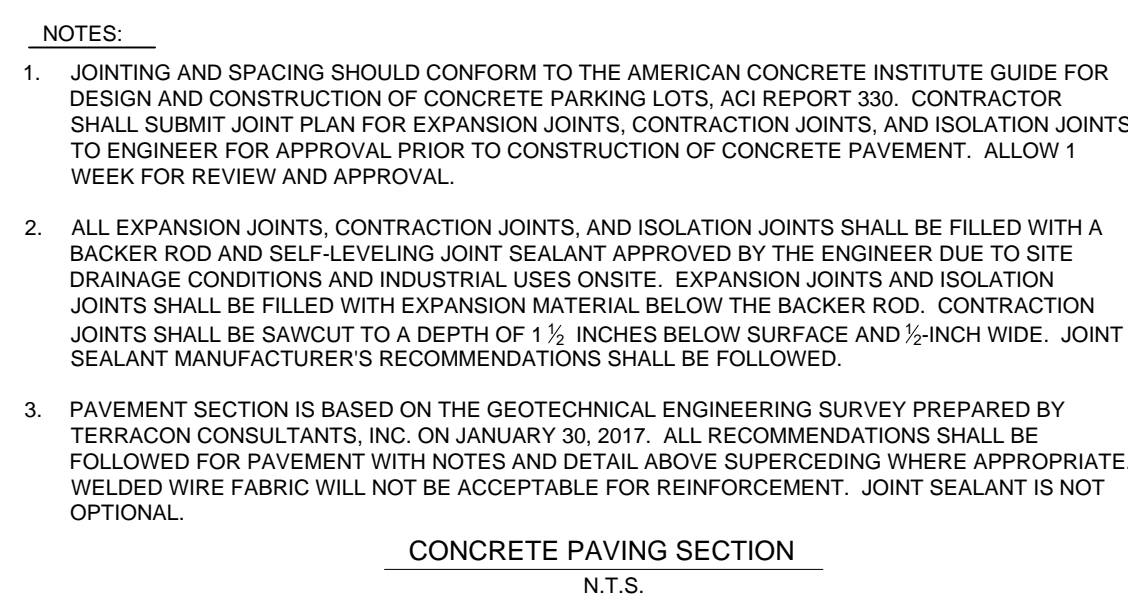 NOTES:
1. JOINTING AND SPACING SHOULD CONFORM TO THE AMERICAN CONCRETE INSTITUTE GUIDE FOR
DESIGN AND CONSTRUCTION OF CONCRETE PARKING LOTS, ACI REPORT 330. CONTRACTOR
SHALL SUBMIT JOINT PLAN FOR EXPANSION JOINTS, CONTRACTION JOINTS, AND ISOLATION JOINTS
TO ENGINEER FOR APPROVAL PRIOR TO CONSTRUCTION OF CONCRETE PAVEMENT. ALLOW 1
WEEK FOR REVIEW AND APPROVAL.
2. ALL EXPANSION JOINTS, CONTRACTION JOINTS, AND ISOLATION JOINTS SHALL BE FILLED WITH A
BACKER ROD AND SELF-LEVELING JOINT SEALANT APPROVED BY THE ENGINEER DUE TO SITE
DRAINAGE CONDITIONS AND INDUSTRIAL USES ONSITE. EXPANSION JOINTS AND ISOLATION
JOINTS SHALL BE FILLED WITH EXPANSION MATERIAL BELOW THE BACKER ROD. CONTRACTION
JOINTS SHALL BE SAWCUT TO A DEPTH OF 1 ½ INCHES BELOW SURFACE AND ½-INCH WIDE. JOINT
SEALANT MANUFACTURER'S RECOMMENDATIONS SHALL BE FOLLOWED.
3. PAVEMENT SECTION IS BASED ON THE GEOTECHNICAL ENGINEERING SURVEY PREPARED BY
TERRACON CONSULTANTS, INC. ON JANUARY 30, 2017. ALL RECOMMENDATIONS SHALL BE
FOLLOWED FOR PAVEMENT WITH NOTES AND DETAIL ABOVE SUPERCEDING WHERE APPROPRIATE.
WELDED WIRE FABRIC WILL NOT BE ACCEPTABLE FOR REINFORCEMENT. JOINT SEALANT IS NOT
OPTIONAL.
CONCRETE PAVING SECTION
N.T.S.